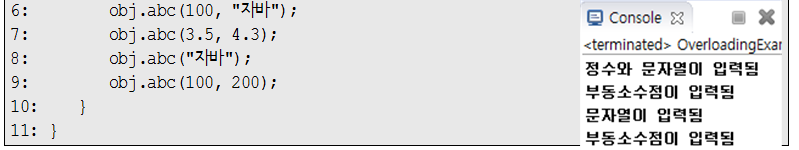 6:        obj.abc(100, "자바");
7:        obj.abc(3.5, 4.3);
8:        obj.abc("자바");
9:        obj.abc(100, 200);
10:    }
11: }
Console
<terminated> OverloadingExar
정수와 문자열이 입력됨
부동소수점이 입력됨
문자열이 입력됨
부동소수점이 입력됨